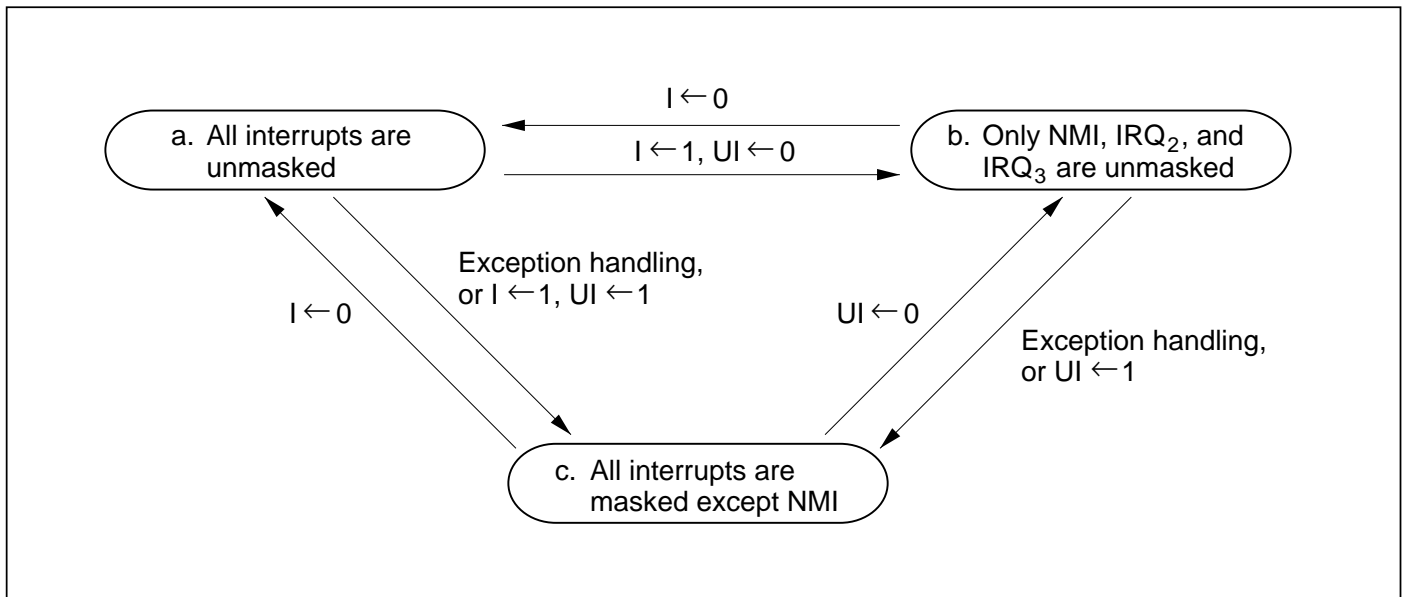 I ← 0
a. All interrupts are
unmasked
I ← 1, UI ← 0
b. Only NMI, IRQ2, and
IRQ3 are unmasked
Exception handling,
or I ← 1, UI ← 1
I ← 0
UI ← 0
Exception handling,
or UI ← 1
c. All interrupts are
masked except NMI